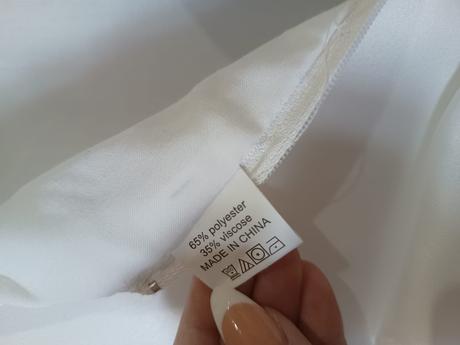 65% polyester
35% viscose
MADE IN CHINA